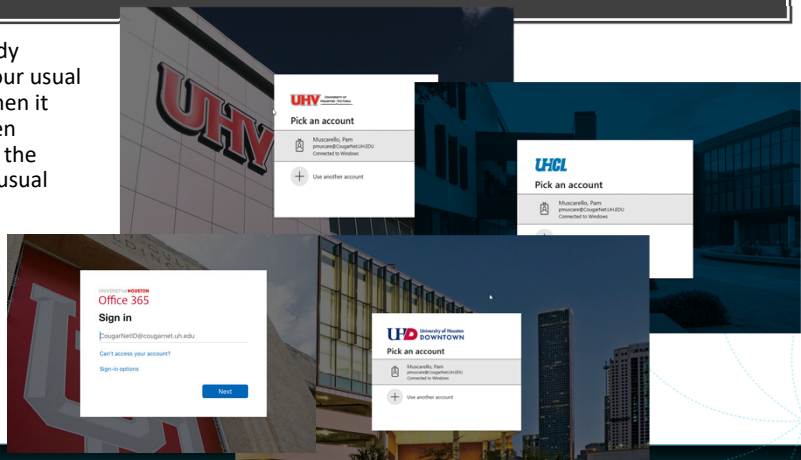 dy
our usual
hen it
en
the
usual
UHV
UHV UNIVERSITY OF
HOUSTON-VICTORIA
Pick an account
Muscarello, Pam
pmuscare@CougarNet.UH.EDU
Connected to Windows
Use another account
UHCL
Pick an account
Muscarello, Pam
pmuscare@CougarNet.UH.EDU
Connected to Windows
UNIVERSITY of HOUSTON
Office 365
Sign in
CougarNetID@cougarnet.uh.edu
Can't access your account?
Sign-in options
Next
UHD University of Houston
DOWNTOWN
Pick an account
Muscarello, Pam
pmuscare@CougarNet.UH.EDU
Connected to Windows
Use another account